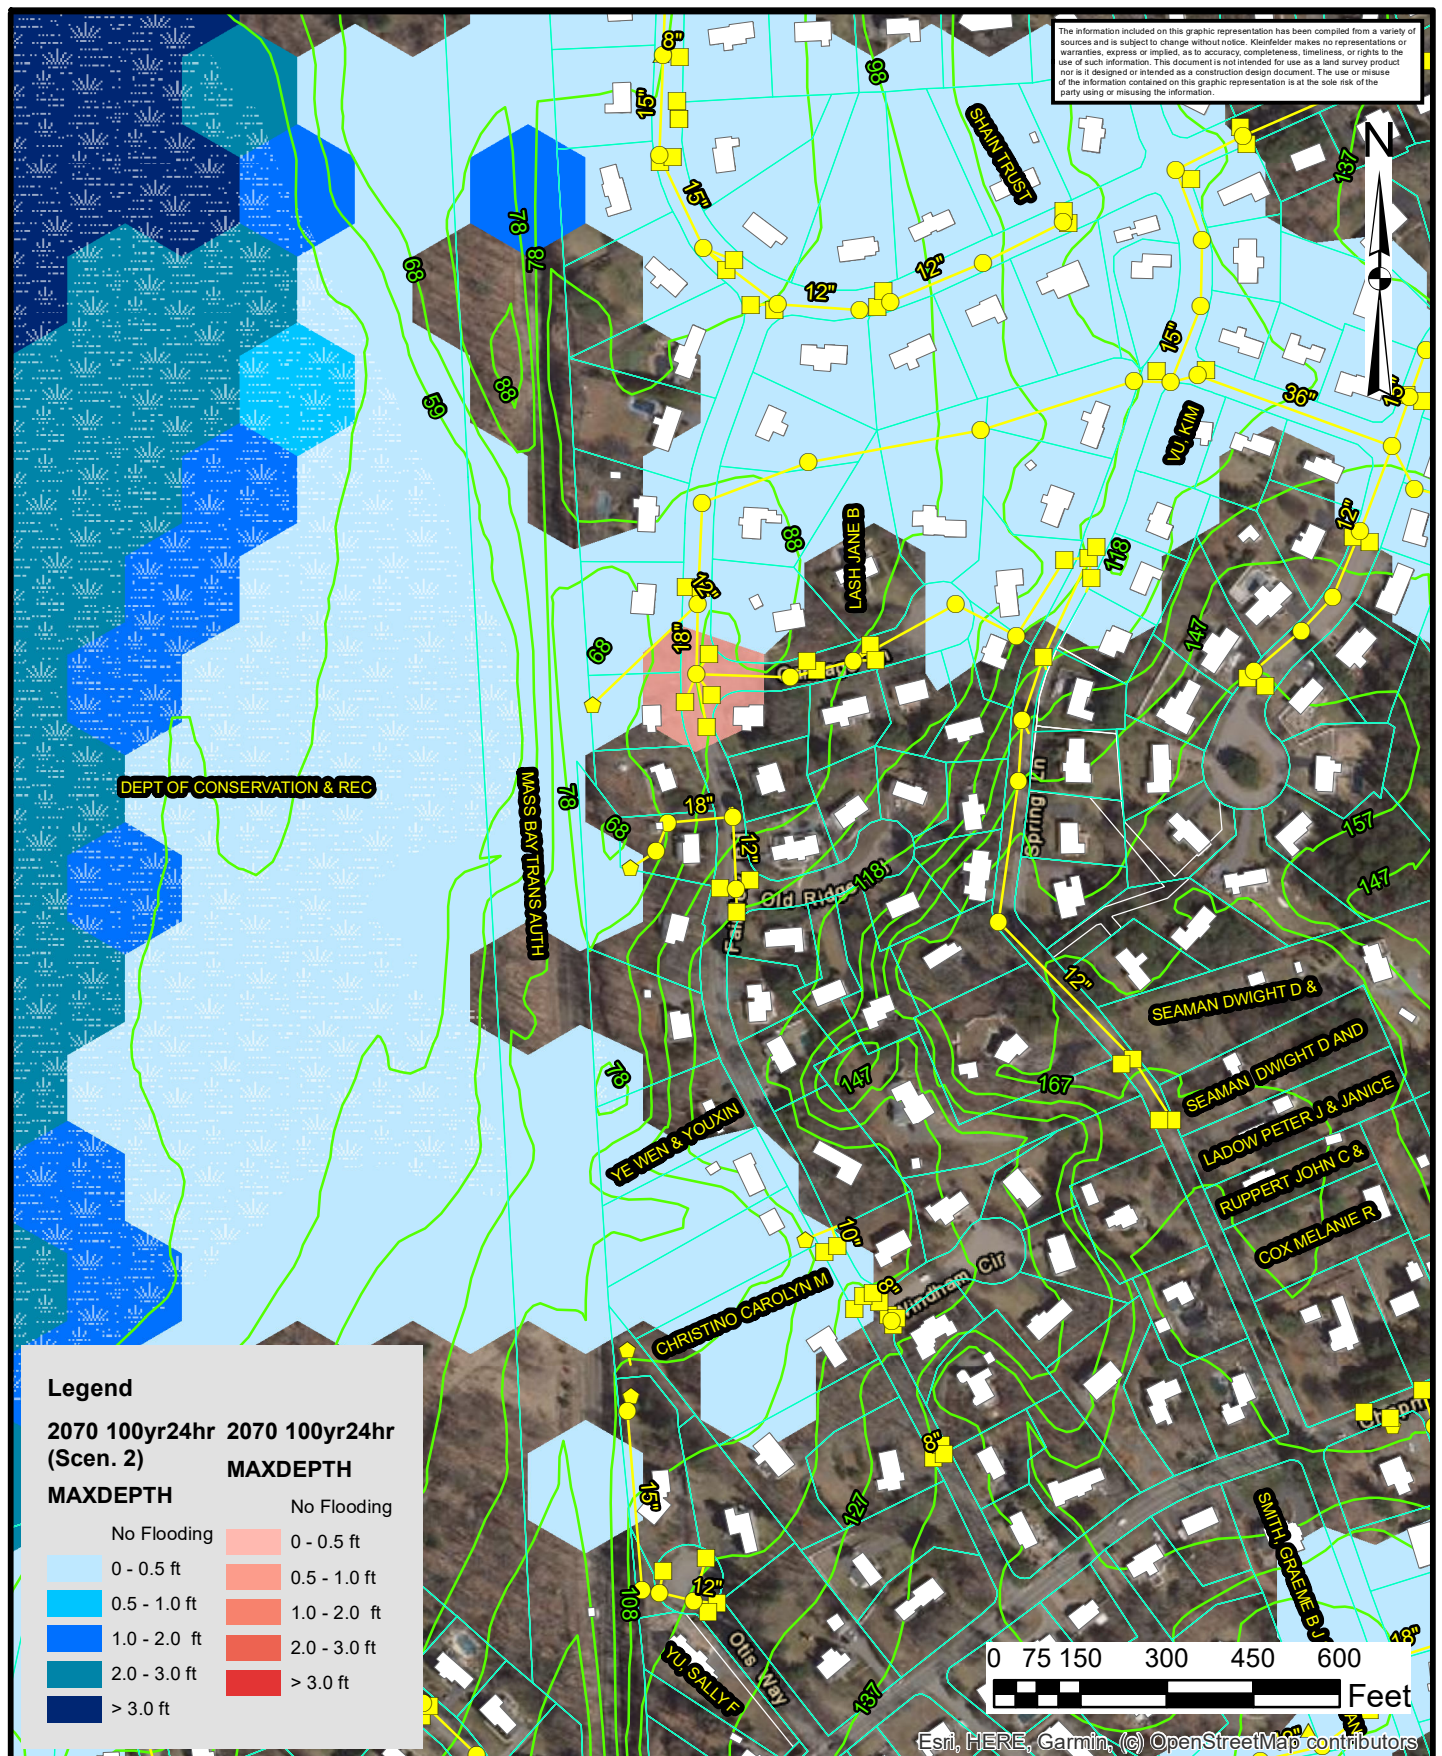 The information included on this graphic representation has been compiled from a variety of
sources and is subject to change without notice. Kleinfelder makes no representations or
warranties, express or implied, as to accuracy, completeness, timeliness, or rights to the
use of such information. This document is not intended for use as a land survey product
nor is it designed or intended as a construction design document. The use or misuse
of the information contained on this graphic representation is at the sole risk of the
party using or misusing the information.
N
8"
15"
98
SHAIN TRUST
137
15"
78
78
68
12"
12"
15"
88
59
36"
15"
VU, KIM
12"
88
LASH JANE B
118
12"
18"
68
147
DEPT OF CONSERVATION & REC
MASS BAY TRANS AUTH
78
68
18"
12"
Spring Ln
157
147
118
Old Ridge
12"
SEAMAN DWIGHT D &
SEAMAN DWIGHT D AND
78
147
167
LADOW PETER J & JANICE
YE WEN & YOUXIN
RUPPERT JOHN C &
COX MELANIE R
10"
8"
Windham Cir
CHRISTINO CAROLYN M
8"
15"
127
SMITH, GRAEME B J
108
12"
Otis Way
YU, SALLY F
137
18"
Legend
2070 100yr24hr
(Scen. 2)
MAXDEPTH
No Flooding
0 - 0.5 ft
0.5 - 1.0 ft
1.0 - 2.0 ft
2.0 - 3.0 ft
> 3.0 ft
2070 100yr24hr
MAXDEPTH
No Flooding
0 - 0.5 ft
0.5 - 1.0 ft
1.0 - 2.0 ft
2.0 - 3.0 ft
> 3.0 ft
0 75 150 300 450 600
Feet
Esri, HERE, Garmin, (c) OpenStreetMap contributors